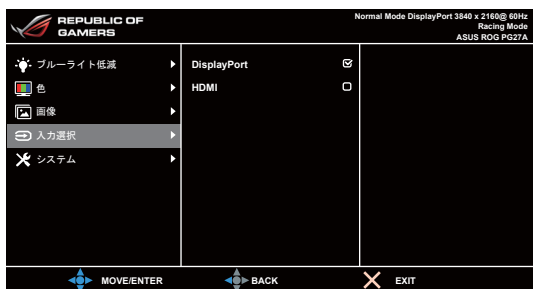 REPUBLIC OF
GAMERS
Normal Mode DisplayPort 3840 x 2160@ 60Hz
Racing Mode
ASUS ROG PG27A
ブルーライト低減
DisplayPort
色
HDMI
画像
入力選択
システム
MOVE/ENTER
BACK
EXIT